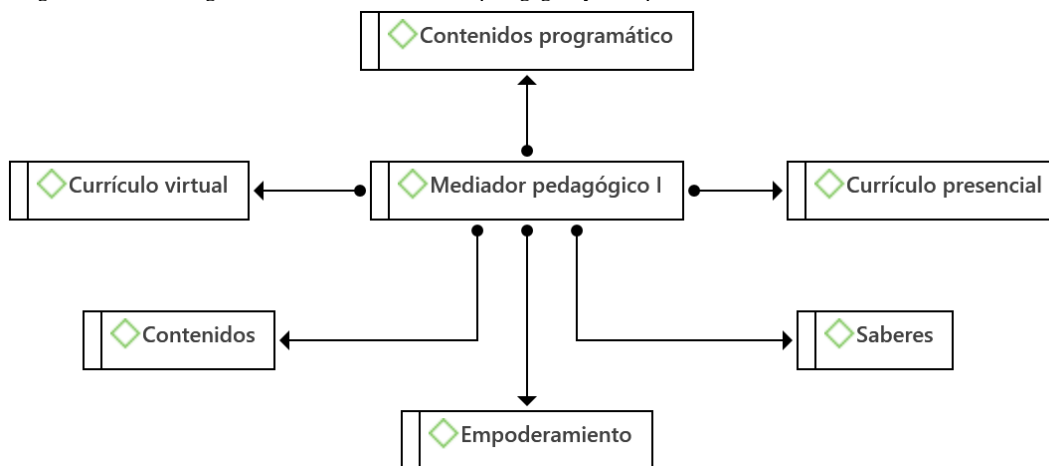 Contenidos programático
Currículo virtual
Mediador pedagógico I
Currículo presencial
Contenidos
Saberes
Empoderamiento